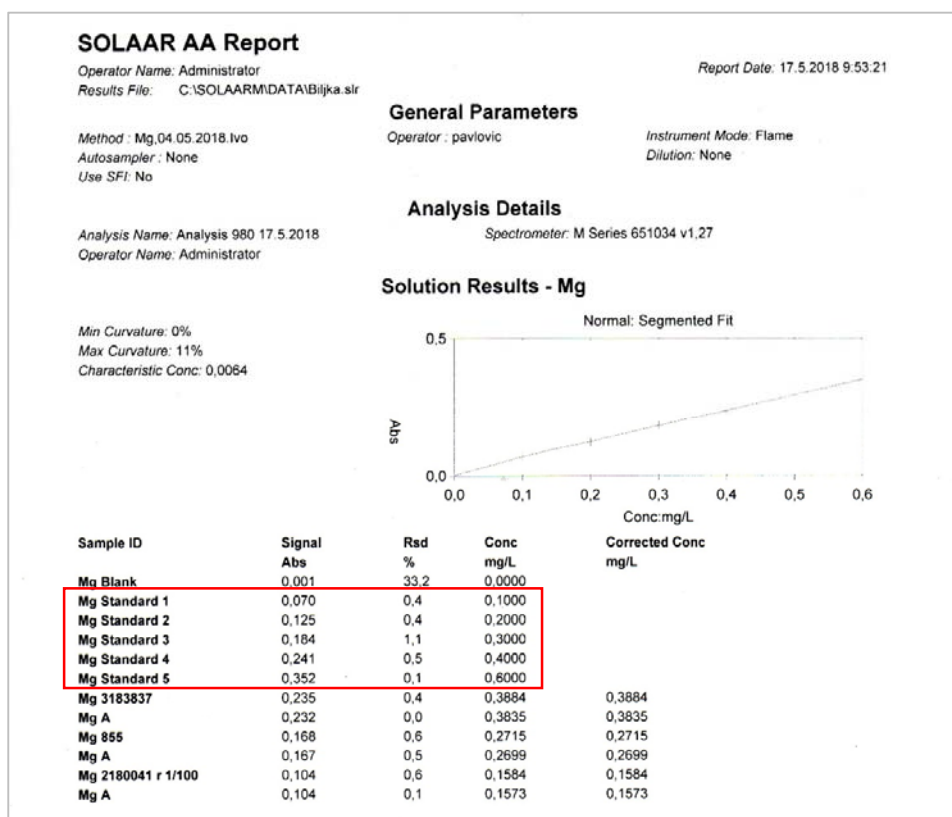 SOLAAR AA Report
Operator Name: Administrator Report Date: 17.5.2018 9:53:21
Results File: C:\SOLAARM\DATA\Biljka.slr
General Parameters
Method : Mg,04.05.2018.Ivo Operator : pavlovic Instrument Mode: Flame
Autosampler : None Dilution: None
Use SFI: No
Analysis Details
Analysis Name: Analysis 980 17.5.2018 Spectrometer: M Series 651034 v1,27
Operator Name: Administrator
Solution Results - Mg
Normal: Segmented Fit
Min Curvature: 0%
Max Curvature: 11%
Characteristic Conc: 0,0064
0,5
Abs
0,0
0,0 0,1 0,2 0,3 0,4 0,5 0,6
Conc:mg/L
Sample ID Signal Rsd Conc Corrected Conc
Abs % mg/L mg/L
Mg Blank 0,001 33,2 0,0000
Mg Standard 1 0,070 0,4 0,1000
Mg Standard 2 0,125 0,4 0,2000
Mg Standard 3 0,184 1,1 0,3000
Mg Standard 4 0,241 0,5 0,4000
Mg Standard 5 0,352 0,1 0,6000
Mg 3183837 0,235 0,4 0,3884 0,3884
Mg A 0,232 0,0 0,3835 0,3835
Mg 855 0,168 0,6 0,2715 0,2715
Mg A 0,167 0,5 0,2699 0,2699
Mg 2180041 r 1/100 0,104 0,6 0,1584 0,1584
Mg A 0,104 0,1 0,1573 0,1573